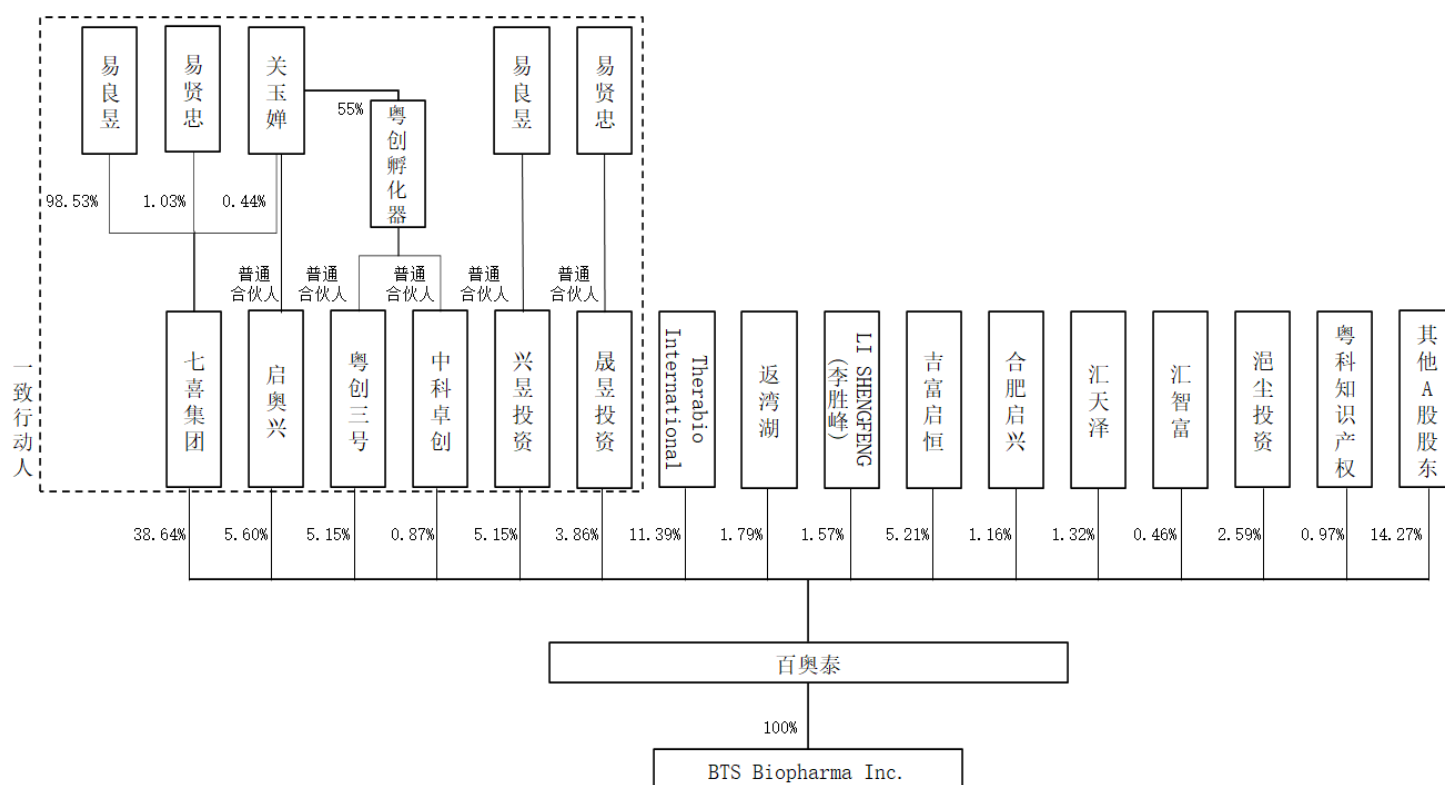 易良昱
易贤忠
关玉婵
55%
粤创孵化器
易良昱
易贤忠
98.53%
1.03%
0.44%
普通
合伙人
普通
合伙人
普通
合伙人
普通
合伙人
普通
合伙人
一致行动人
七喜集团
启奥兴
粤创三号
中科卓创
兴昱投资
晟昱投资
Therabio
International
返湾湖
LI SHENGFENG
(李胜峰)
吉富启恒
合肥启兴
汇天泽
汇智富
浥尘投资
粤科知识产权
其他A股股东
38.64%
5.60%
5.15%
0.87%
5.15%
3.86%
11.39%
1.79%
1.57%
5.21%
1.16%
1.32%
0.46%
2.59%
0.97%
14.27%
百奥泰
100%
BTS Biopharma Inc.